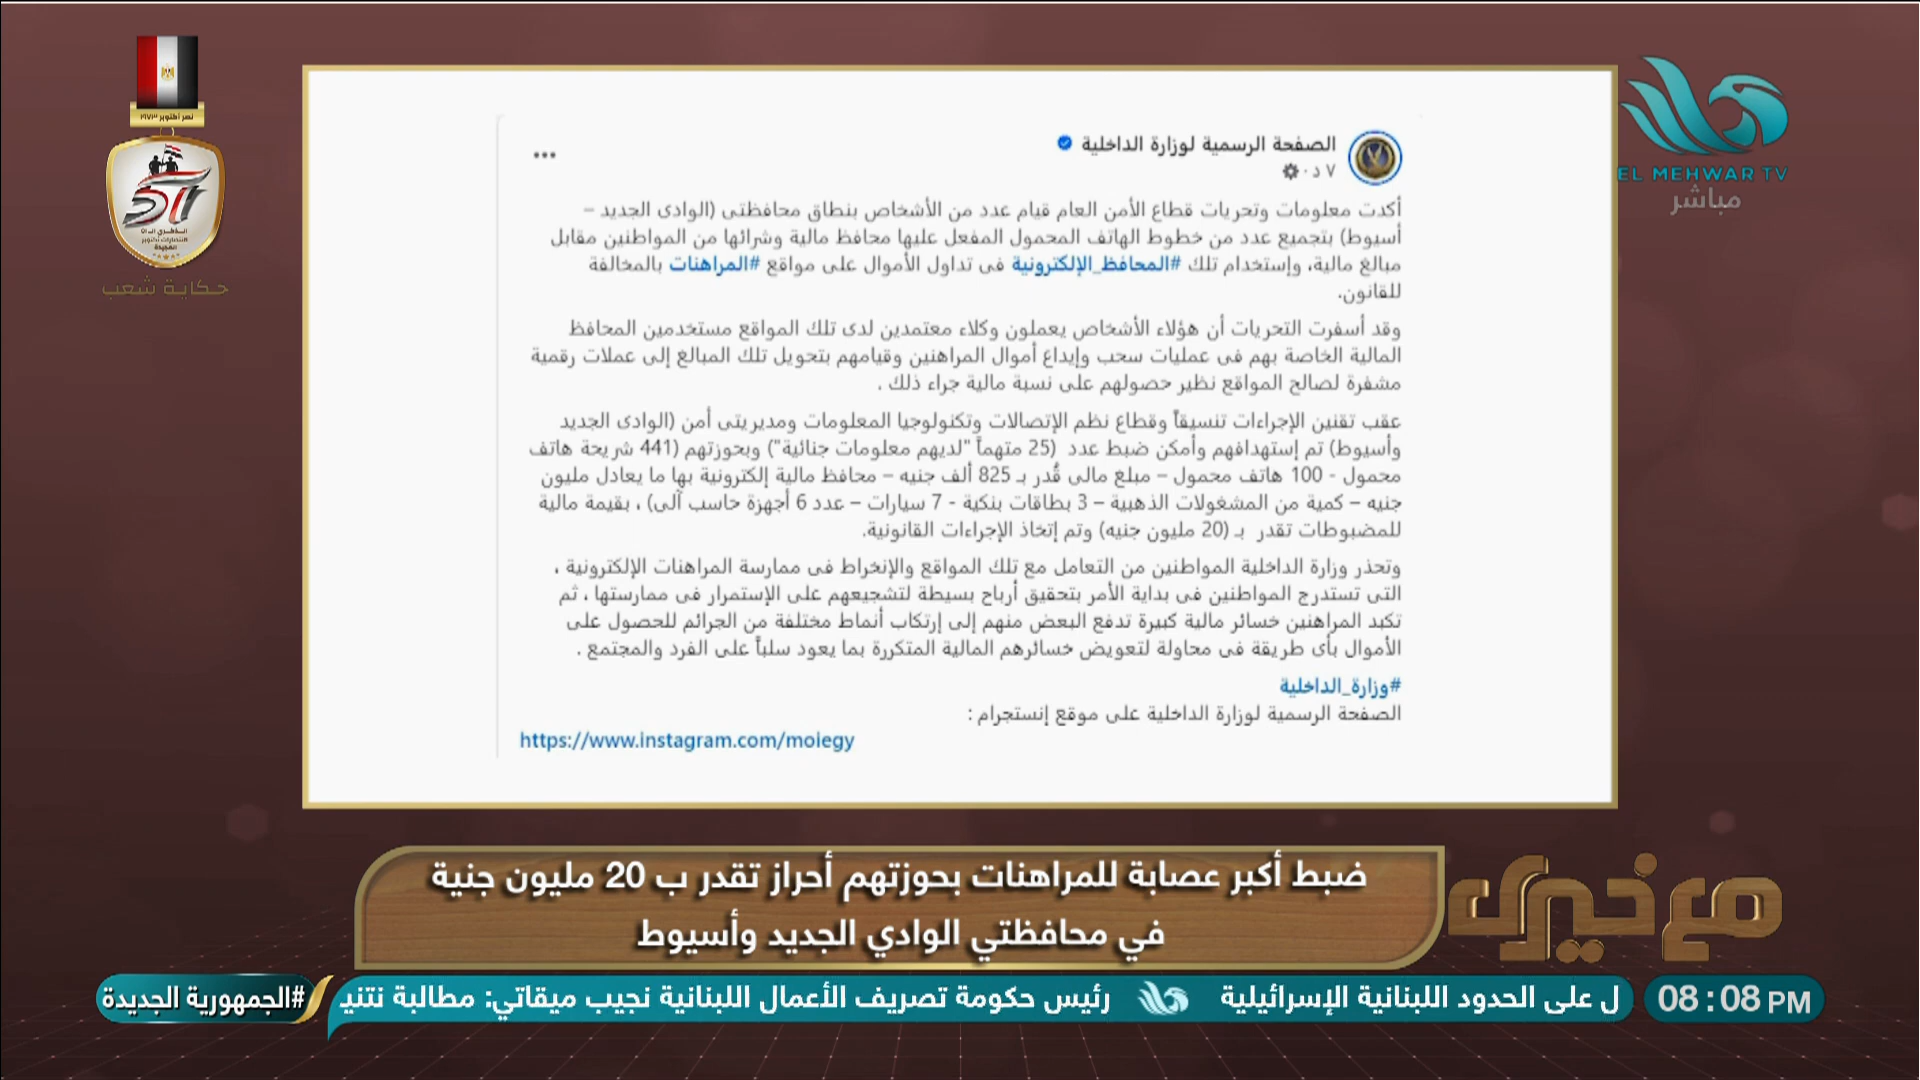 نصر أكتوبر ١٩٧٣
الذكرى الـ 51
لانتصارات أكتوبر
المجيدة
حكاية شعب
EL MEHWAR TV
مباشر
الصفحة الرسمية لوزارة الداخلية
٧ د ·
أكدت معلومات وتحريات قطاع الأمن العام قيام عدد من الأشخاص بنطاق محافظتى (الوادى الجديد –
أسيوط) بتجميع عدد من خطوط الهاتف المحمول المفعل عليها محافظ مالية وشرائها من المواطنين مقابل
مبالغ مالية، وإستخدام تلك #المحافظ_الإلكترونية فى تداول الأموال على مواقع #المراهنات بالمخالفة
للقانون.
وقد أسفرت التحريات أن هؤلاء الأشخاص يعملون وكلاء معتمدين لدى تلك المواقع مستخدمين المحافظ
المالية الخاصة بهم فى عمليات سحب وإيداع أموال المراهنين وقيامهم بتحويل تلك المبالغ إلى عملات رقمية
مشفرة لصالح المواقع نظير حصولهم على نسبة مالية جراء ذلك .
عقب تقنين الإجراءات تنسيقاً وقطاع نظم الإتصالات وتكنولوجيا المعلومات ومديريتى أمن (الوادى الجديد
وأسيوط) تم إستهدافهم وأمكن ضبط عدد (25 متهماً "لديهم معلومات جنائية") وبحوزتهم (441 شريحة هاتف
محمول - 100 هاتف محمول – مبلغ مالى قُدر بـ 825 ألف جنيه – محافظ مالية إلكترونية بها ما يعادل مليون
جنيه – كمية من المشغولات الذهبية – 3 بطاقات بنكية - 7 سيارات – عدد 6 أجهزة حاسب آلى) ، بقيمة مالية
للمضبوطات تقدر بـ (20 مليون جنيه) وتم إتخاذ الإجراءات القانونية.
وتحذر وزارة الداخلية المواطنين من التعامل مع تلك المواقع والإنخراط فى ممارسة المراهنات الإلكترونية ،
التى تستدرج المواطنين فى بداية الأمر بتحقيق أرباح بسيطة لتشجيعهم على الإستمرار فى ممارستها ، ثم
تكبد المراهنين خسائر مالية كبيرة تدفع البعض منهم إلى إرتكاب أنماط مختلفة من الجرائم للحصول على
الأموال بأى طريقة فى محاولة لتعويض خسائرهم المالية المتكررة بما يعود سلباً على الفرد والمجتمع .
#وزارة_الداخلية
الصفحة الرسمية لوزارة الداخلية على موقع إنستجرام :
https://www.instagram.com/moiegy
ضبط أكبر عصابة للمراهنات بحوزتهم أحراز تقدر ب 20 مليون جنية
في محافظتي الوادي الجديد وأسيوط
مع خيري
ل على الحدود اللبنانية الإسرائيلية رئيس حكومة تصريف الأعمال اللبنانية نجيب ميقاتي: مطالبة نتني
#الجمهورية الجديدة
08:08 PM